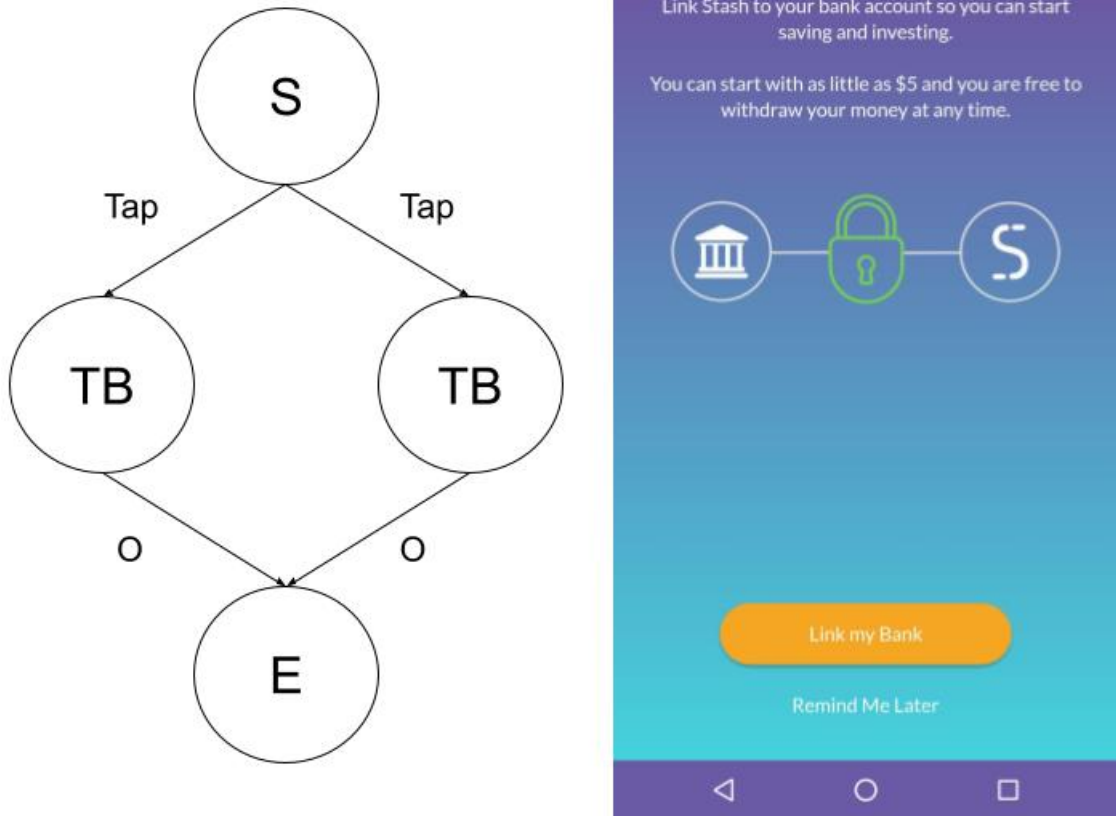 S
Tap
Tap
TB
TB
O
O
E
Link Stash to your bank account so you can start
saving and investing.
You can start with as little as $5 and you are free to
withdraw your money at any time.
S
Link my Bank
Remind Me Later